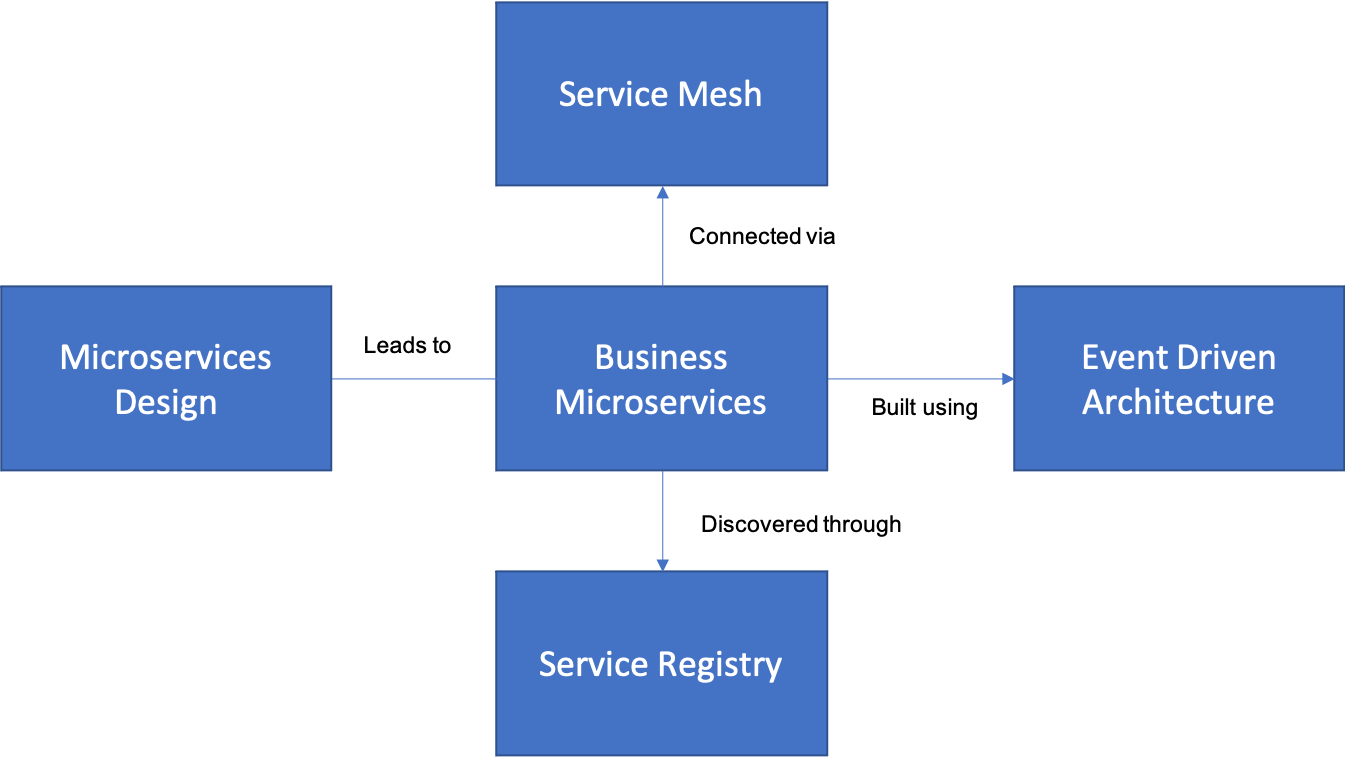 Service Mesh
Connected via
Microservices
Design
Leads to
Business
Microservices
Built using
Event Driven
Architecture
Discovered through
Service Registry